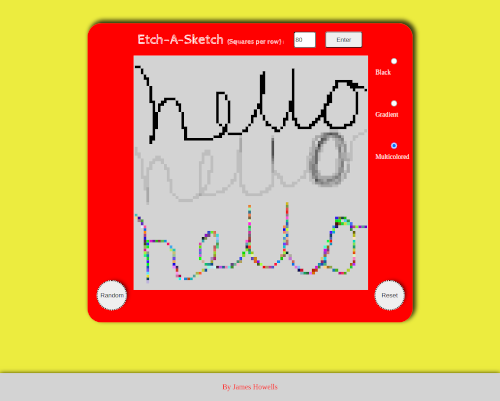 Etch-A-Sketch (Squares per row) :
80
Enter
hello
hello
hello
Black
Gradient
Multicolored
Random
Reset
By James Howells